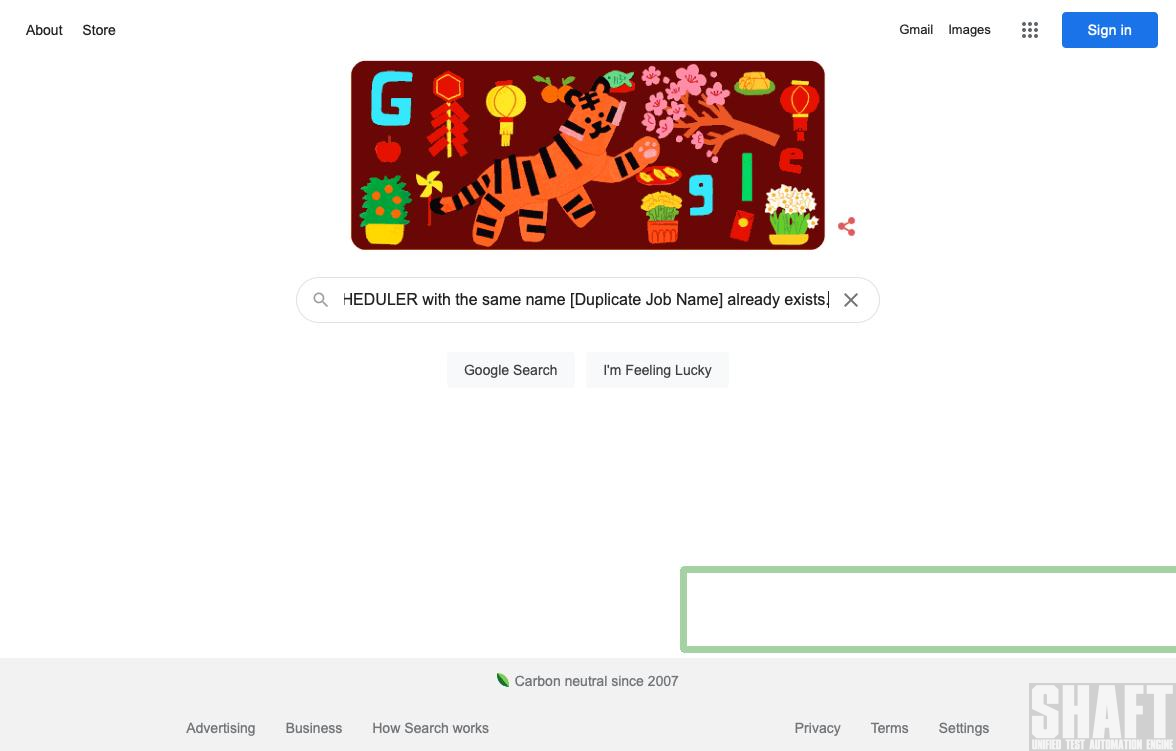 About Store
Gmail Images
Sign in
G
g l e
HEDULER with the same name [Duplicate Job Name] already exists.
Google Search
I'm Feeling Lucky
Carbon neutral since 2007
Advertising Business How Search works
Privacy Terms Settings
SHAFT
UNIFIED TEST AUTOMATION ENGINE